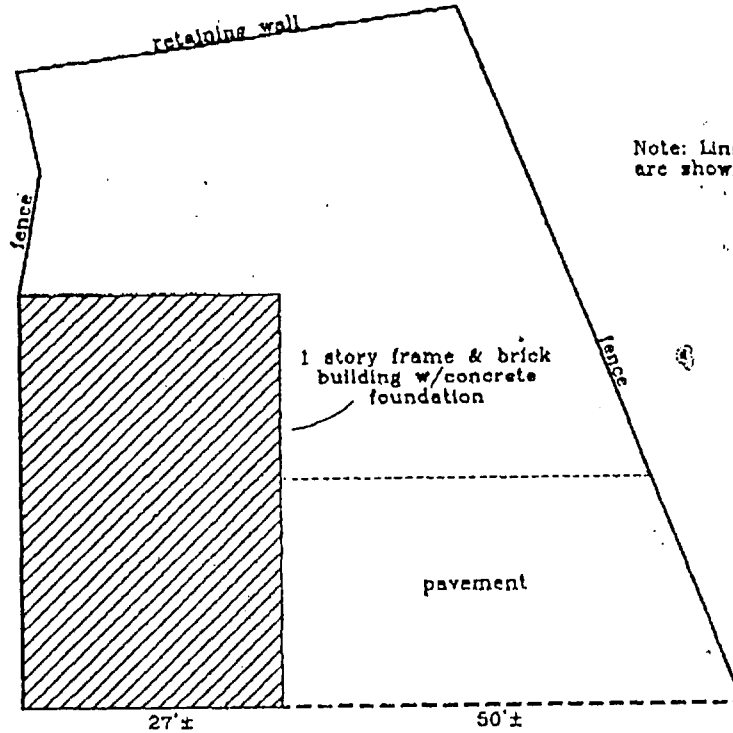 retaining wall
Note: Lin
are show
fence
1 story frame & brick
building w/concrete
foundation
fence
pavement
27'±
50'±